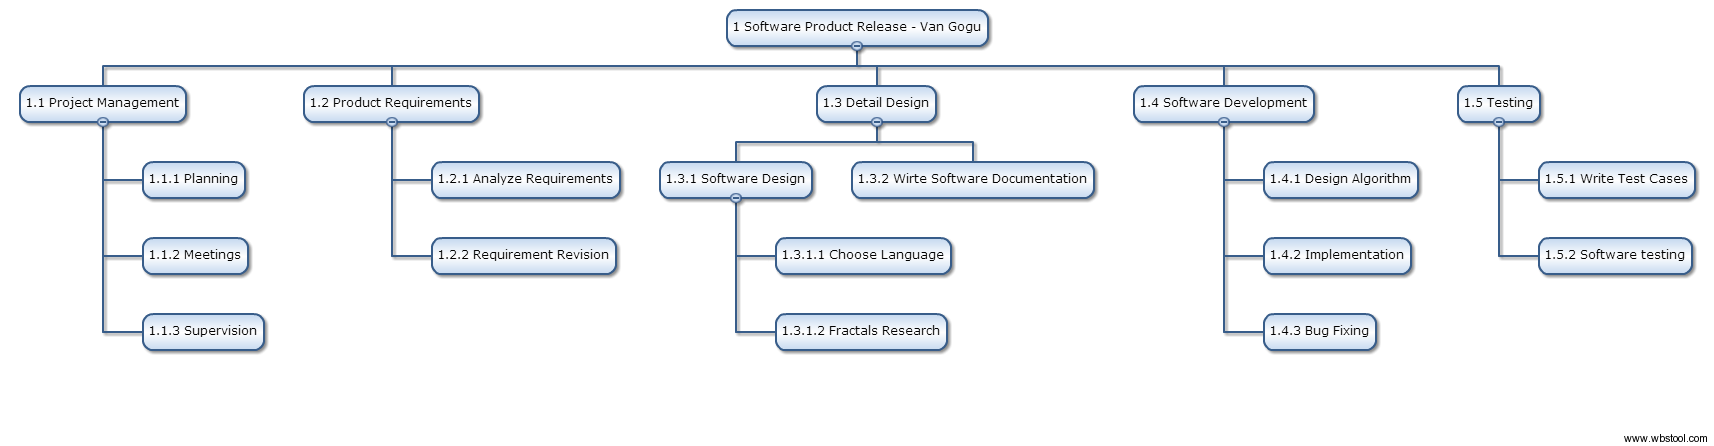 1 Software Product Release - Van Gogu
1.1 Project Management
1.2 Product Requirements
1.3 Detail Design
1.4 Software Development
1.5 Testing
1.1.1 Planning
1.2.1 Analyze Requirements
1.3.1 Software Design
1.3.2 Wirte Software Documentation
1.4.1 Design Algorithm
1.5.1 Write Test Cases
1.1.2 Meetings
1.2.2 Requirement Revision
1.3.1.1 Choose Language
1.4.2 Implementation
1.5.2 Software testing
1.1.3 Supervision
1.3.1.2 Fractals Research
1.4.3 Bug Fixing
www.wbstool.com